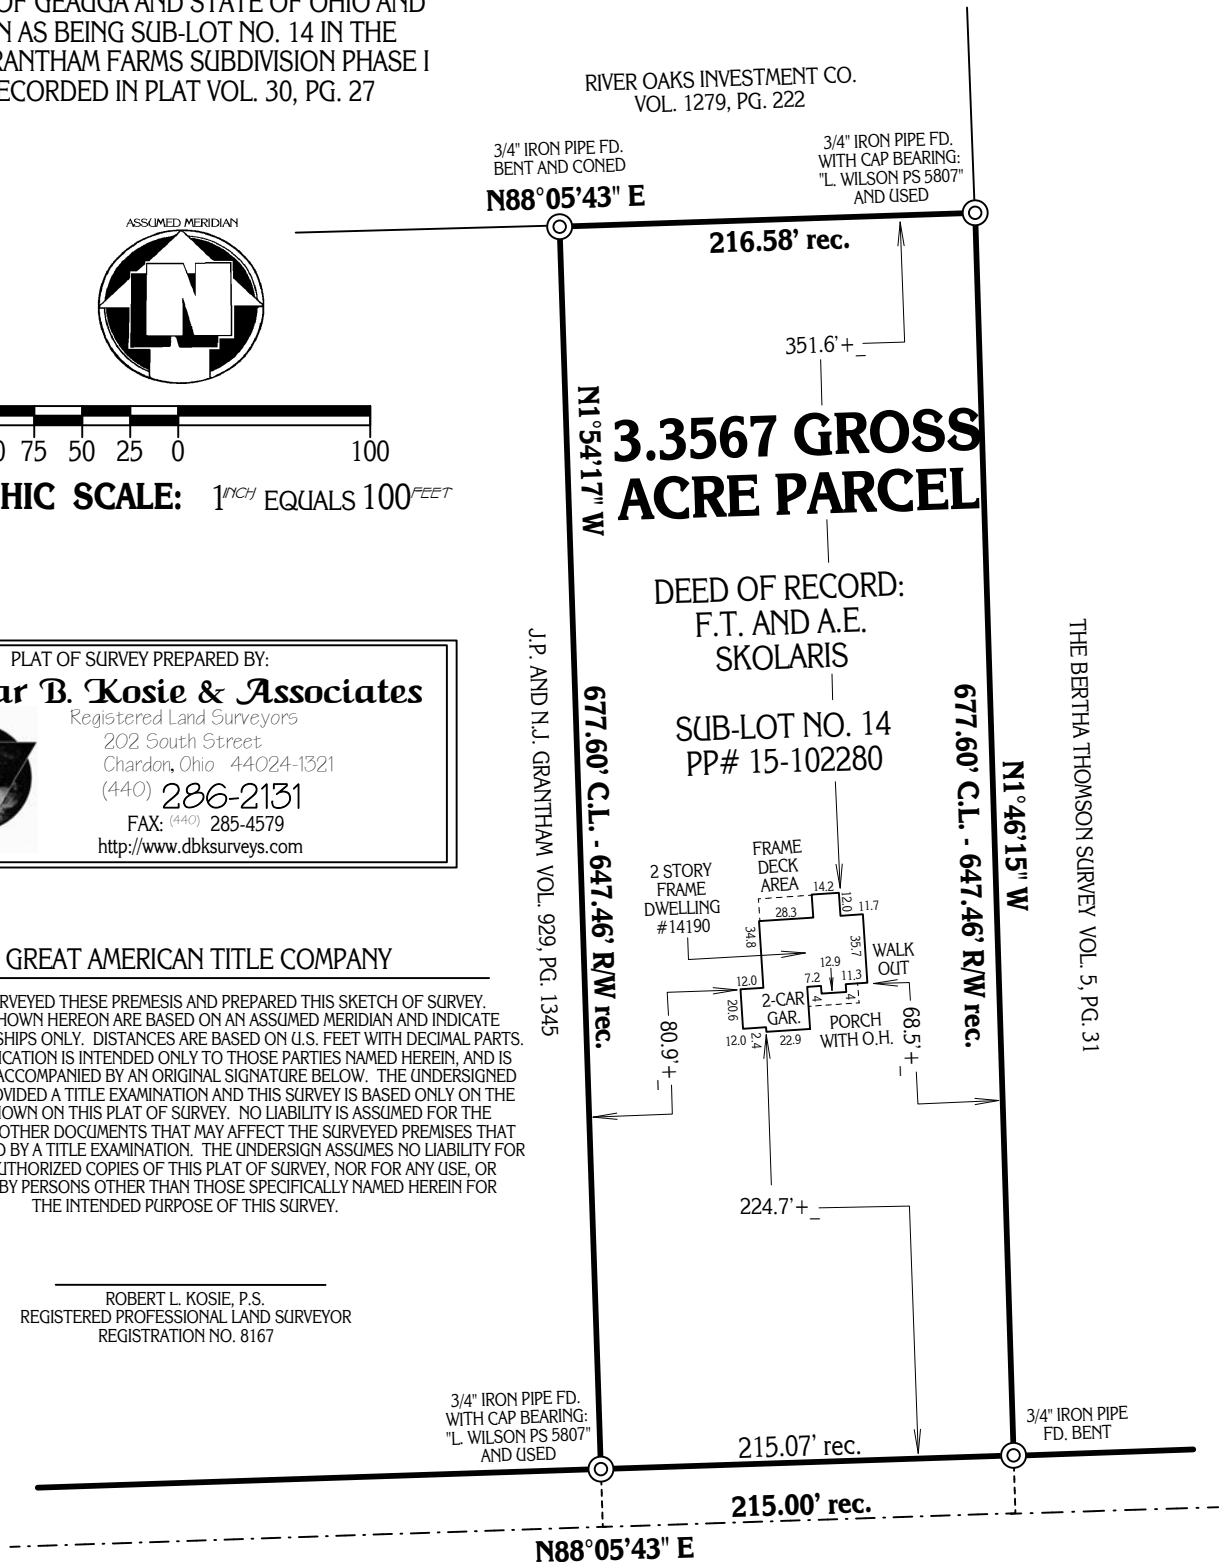 OF GEAUGA AND STATE OF OHIO AND
N AS BEING SUB-LOT NO. 14 IN THE
RANTHAM FARMS SUBDIVISION PHASE I
ECORDED IN PLAT VOL. 30, PG. 27
RIVER OAKS INVESTMENT CO.
VOL. 1279, PG. 222
3/4" IRON PIPE FD.
BENT AND CONED
3/4" IRON PIPE FD.
WITH CAP BEARING:
"L. WILSON PS 5807"
AND USED
N88°05'43" E
216.58' rec.
ASSUMED MERIDIAN
N
351.6'+_
N1°54'17" W
3.3567 GROSS
ACRE PARCEL
0 75 50 25 0 100
HIC SCALE: 1 INCH EQUALS 100 FEET
DEED OF RECORD:
F.T. AND A.E.
SKOLARIS
SUB-LOT NO. 14
PP# 15-102280
J.P. AND N.J. GRANTHAM VOL. 929, PG. 1345
677.60' C.L. - 647.46' R/W rec.
677.60' C.L. - 647.46' R/W rec.
N1°46'15" W
THE BERTHA THOMSON SURVEY VOL. 5, PG. 31
PLAT OF SURVEY PREPARED BY:
ar B. Kosie & Associates
Registered Land Surveyors
202 South Street
Chardon, Ohio 44024-1321
(440) 286-2131
FAX: (440) 285-4579
http://www.dbksurveys.com
FRAME
DECK
AREA
2 STORY
FRAME
DWELLING
#14190
14.2
12.0
11.7
28.3
34.8
35.7
WALK
OUT
12.9
12.0
7.2
11.3
4
4
20.6
2-CAR
GAR.
PORCH
WITH O.H.
12.0
2.4
22.9
80.9'+_
68.5'+_
GREAT AMERICAN TITLE COMPANY
RVEYED THESE PREMESIS AND PREPARED THIS SKETCH OF SURVEY.
HOWN HEREON ARE BASED ON AN ASSUMED MERIDIAN AND INDICATE
SHIPS ONLY. DISTANCES ARE BASED ON U.S. FEET WITH DECIMAL PARTS.
ICATION IS INTENDED ONLY TO THOSE PARTIES NAMED HEREIN, AND IS
ACCOMPANIED BY AN ORIGINAL SIGNATURE BELOW. THE UNDERSIGNED
OVIDED A TITLE EXAMINATION AND THIS SURVEY IS BASED ONLY ON THE
OWN ON THIS PLAT OF SURVEY. NO LIABILITY IS ASSUMED FOR THE
OTHER DOCUMENTS THAT MAY AFFECT THE SURVEYED PREMISES THAT
D BY A TITLE EXAMINATION. THE UNDERSIGN ASSUMES NO LIABILITY FOR
UTHORIZED COPIES OF THIS PLAT OF SURVEY, NOR FOR ANY USE, OR
BY PERSONS OTHER THAN THOSE SPECIFICALLY NAMED HEREIN FOR
THE INTENDED PURPOSE OF THIS SURVEY.
224.7'+_
ROBERT L. KOSIE, P.S.
REGISTERED PROFESSIONAL LAND SURVEYOR
REGISTRATION NO. 8167
3/4" IRON PIPE FD.
WITH CAP BEARING:
"L. WILSON PS 5807"
AND USED
3/4" IRON PIPE
FD. BENT
215.07' rec.
215.00' rec.
N88°05'43" E